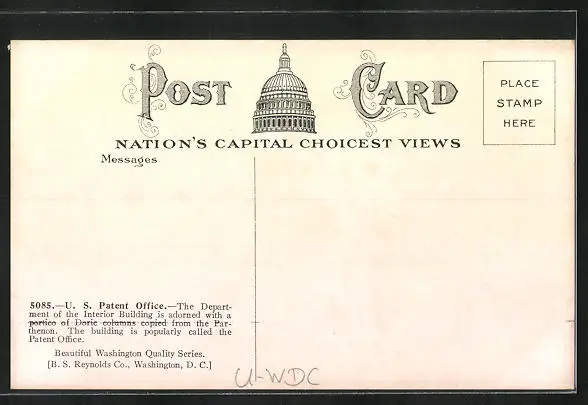 POST CARD
PLACE
STAMP
HERE
NATION'S CAPITAL CHOICEST VIEWS
Messages
5085.—U. S. Patent Office.—The Depart-
ment of the Interior Building is adorned with a
portico of Doric columns copied from the Par-
thenon. The building is popularly called the
Patent Office.
Beautiful Washington Quality Series.
[B. S. Reynolds Co., Washington, D. C.]
U-WDC